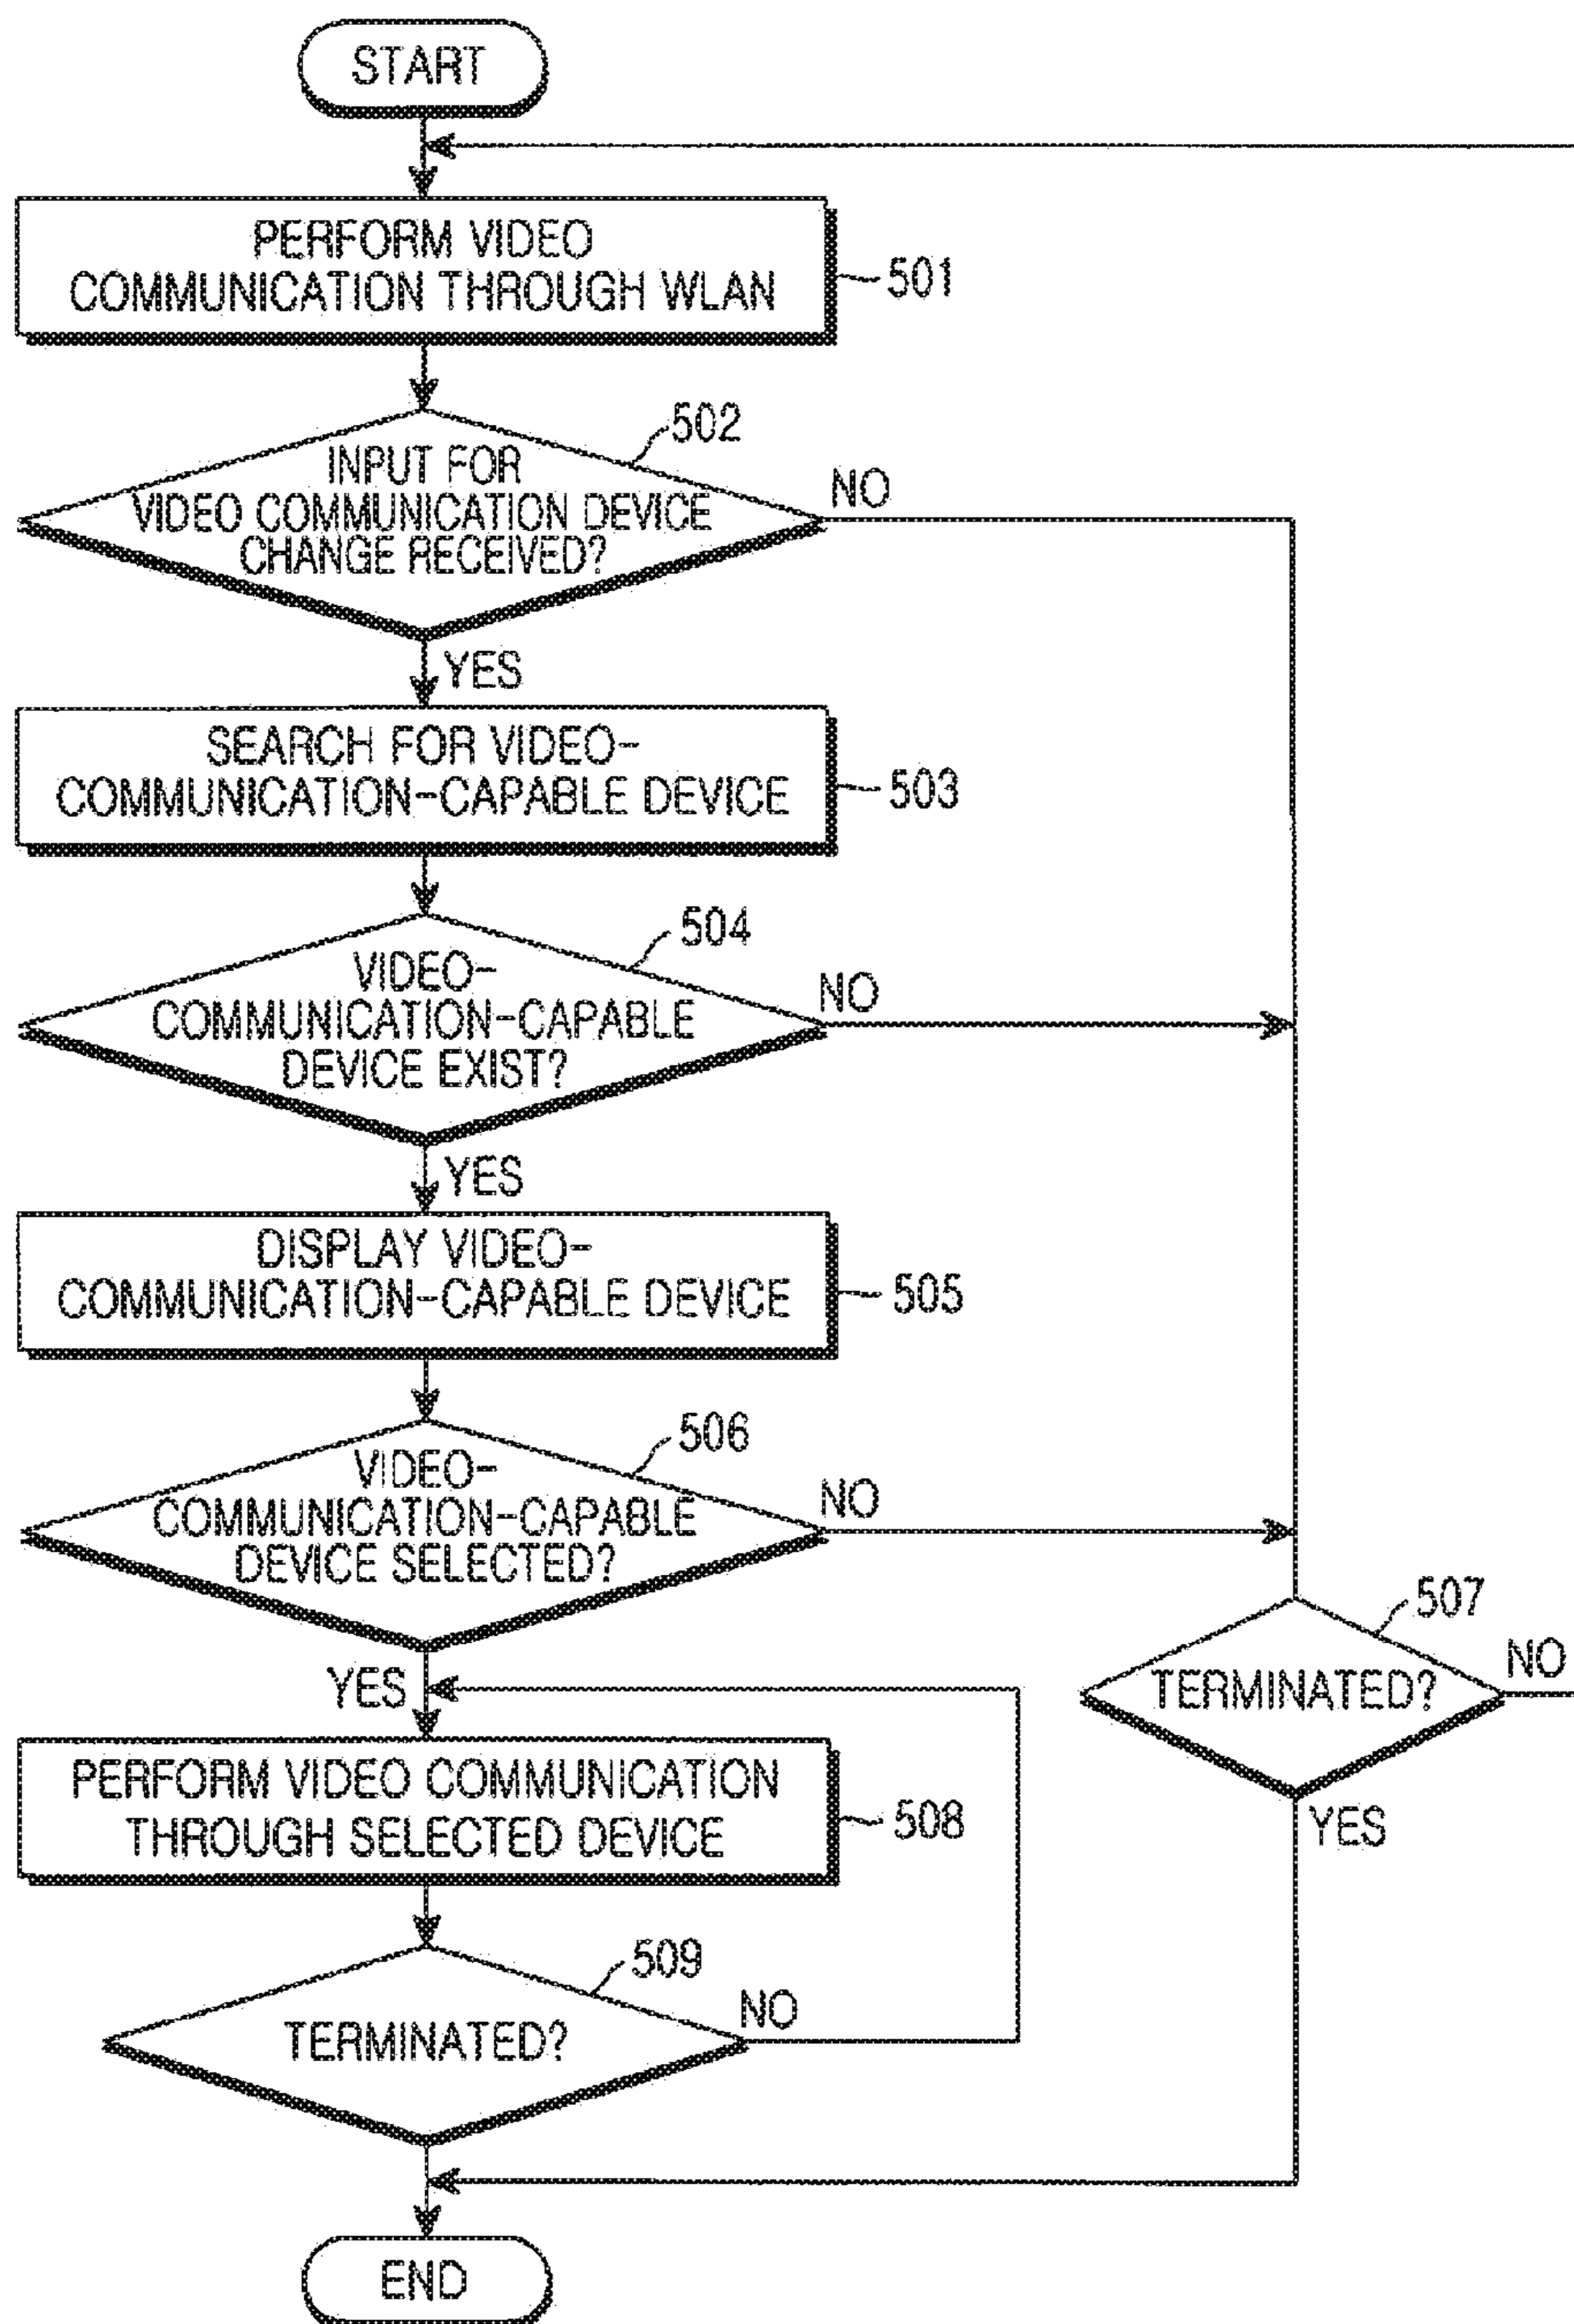 START
PERFORM VIDEO
COMMUNICATION THROUGH WLAN
501
502
INPUT FOR
VIDEO COMMUNICATION DEVICE
CHANGE RECEIVED?
NO
YES
SEARCH FOR VIDEO-
COMMUNICATION-CAPABLE DEVICE
503
504
VIDEO-
COMMUNICATION-CAPABLE
DEVICE EXIST?
NO
YES
DISPLAY VIDEO-
COMMUNICATION-CAPABLE DEVICE
505
506
VIDEO-
COMMUNICATION-CAPABLE
DEVICE SELECTED?
NO
YES
507
TERMINATED?
NO
YES
PERFORM VIDEO COMMUNICATION
THROUGH SELECTED DEVICE
508
509
TERMINATED?
NO
END